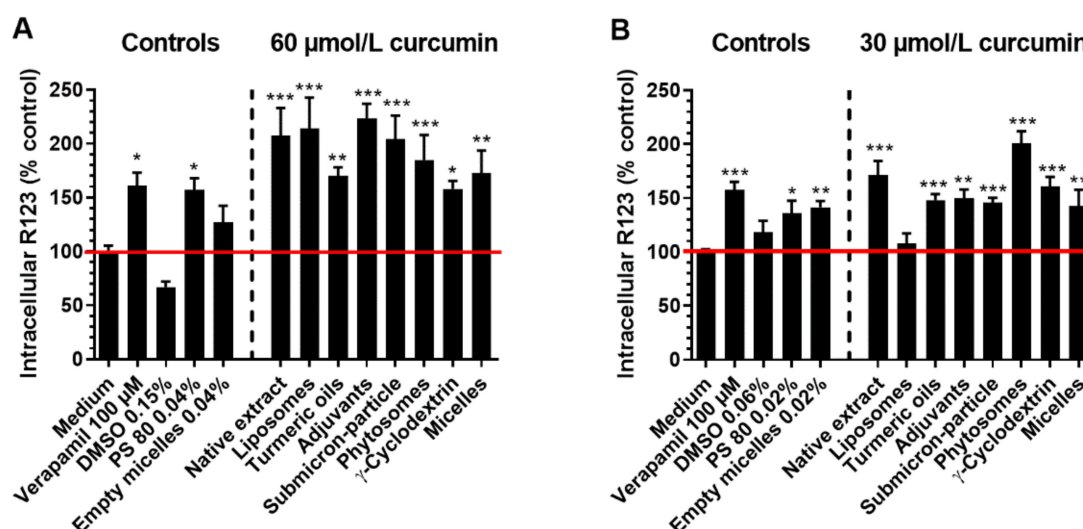 A
Controls
60 µmol/L curcumin
Intracellular R123 (% control)
250
200
150
100
50
0
*
*
***
***
**
***
***
***
*
**
Medium
Verapamil 100 µM
DMSO 0.15%
PS 80 0.04%
Empty micelles 0.04%
Native extract
Liposomes
Turmeric oils
Adjuvants
Submicron-particle
Phytosomes
γ-Cyclodextrin
Micelles
B
Controls
30 µmol/L curcumin
Intracellular R123 (% control)
250
200
150
100
50
0
***
*
**
***
***
**
***
***
***
**
Medium
Verapamil 100 µM
DMSO 0.06%
PS 80 0.02%
Empty micelles 0.02%
Native extract
Liposomes
Turmeric oils
Adjuvants
Submicron-particle
Phytosomes
γ-Cyclodextrin
Micelles